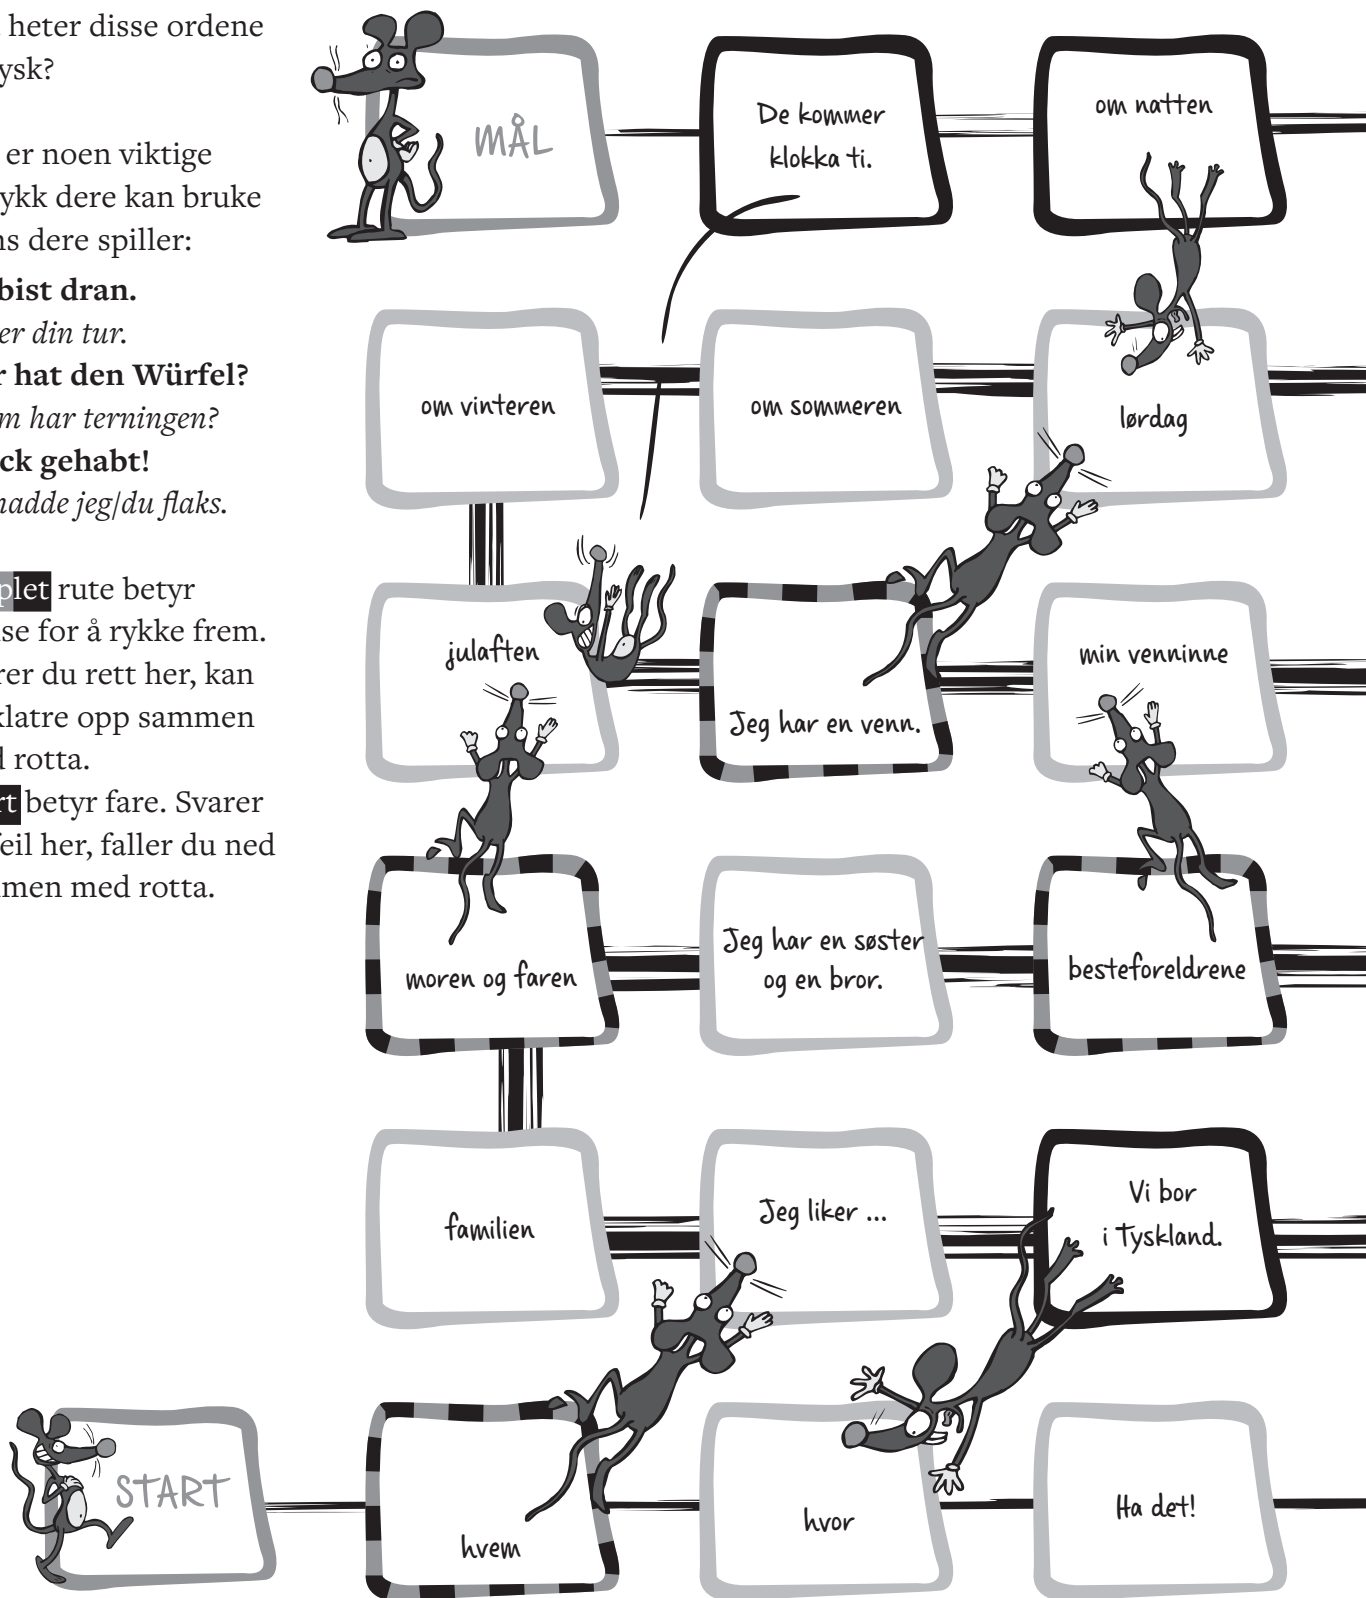 heter disse ordene
ysk?
er noen viktige
ykk dere kan bruke
ns dere spiller:
bist dran.
er din tur.
r hat den Würfel?
m har terningen?
ck gehabt!
hadde jeg/du flaks.
plet rute betyr
se for å rykke frem.
rer du rett her, kan
klatre opp sammen
d rotta.
rt betyr fare. Svarer
feil her, faller du ned
mmen med rotta.
MÅL
De kommer
klokka ti.
om natten
om vinteren
om sommeren
lørdag
julaften
Jeg har en venn.
min venninne
moren og faren
Jeg har en søster
og en bror.
besteforeldrene
familien
Jeg liker ...
Vi bor
i Tyskland.
START
hvem
hvor
Ha det!